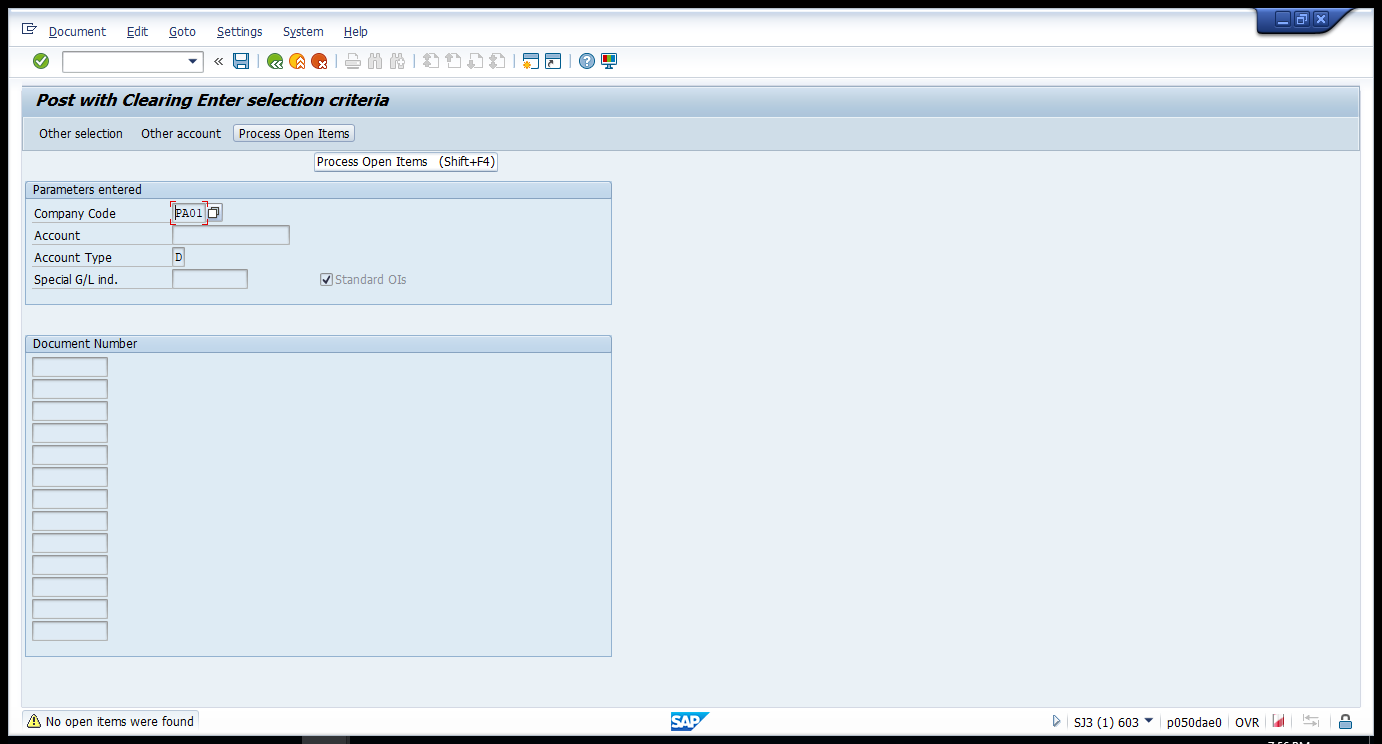 Document Edit Goto Settings System Help
Post with Clearing Enter selection criteria
Other selection Other account Process Open Items
Process Open Items (Shift+F4)
Parameters entered
Company Code PA01
Account
Account Type D
Special G/L ind. Standard OIs
Document Number
No open items were found SAP SJ3 (1) 603 p050dae0 OVR